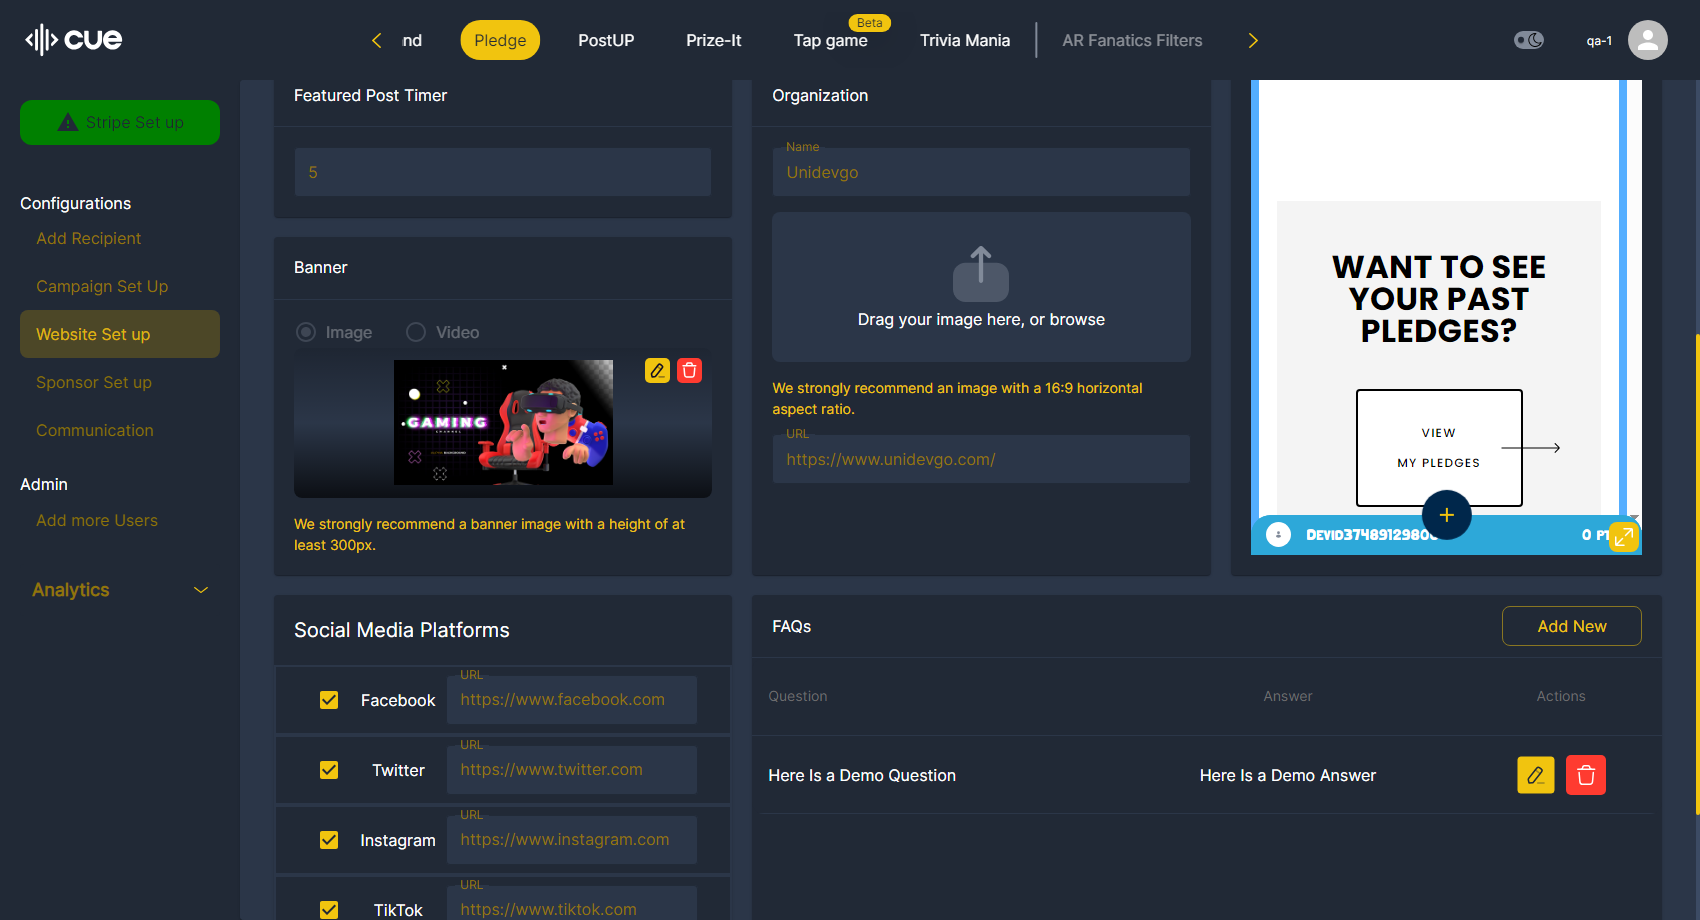 cue
nd
Pledge
PostUP
Prize-It
Beta
Tap game
Trivia Mania
AR Fanatics Filters
qa-1
Stripe Set up
Configurations
Add Recipient
Campaign Set Up
Website Set up
Sponsor Set up
Communication
Admin
Add more Users
Analytics
Featured Post Timer
5
Banner
Image
Video
GAMING
CHANNEL
We strongly recommend a banner image with a height of at
least 300px.
Organization
Name
Unidevgo
Drag your image here, or browse
We strongly recommend an image with a 16:9 horizontal
aspect ratio.
URL
https://www.unidevgo.com/
WANT TO SEE
YOUR PAST
PLEDGES?
VIEW
MY PLEDGES
0 PT
Social Media Platforms
Facebook
URL
https://www.facebook.com
Twitter
URL
https://www.twitter.com
Instagram
URL
https://www.instagram.com
TikTok
URL
https://www.tiktok.com
FAQs
Add New
Question
Answer
Actions
Here Is a Demo Question
Here Is a Demo Answer